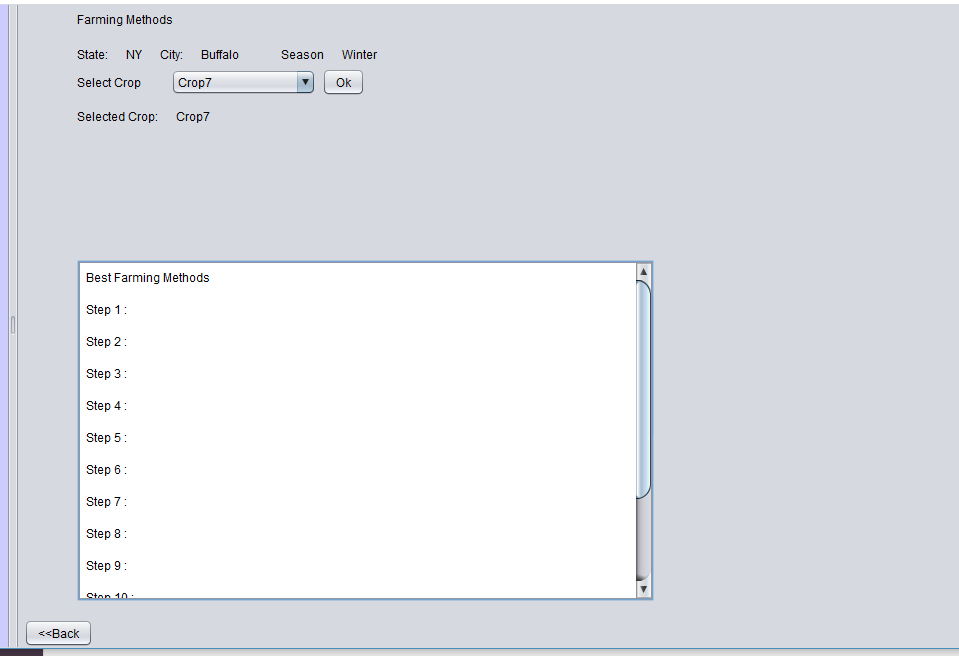 Farming Methods
State: NY City: Buffalo Season Winter
Select Crop Crop7 Ok
Selected Crop: Crop7
Best Farming Methods
Step 1 :
Step 2 :
Step 3 :
Step 4 :
Step 5 :
Step 6 :
Step 7 :
Step 8 :
Step 9 :
Step 10 :
<<Back